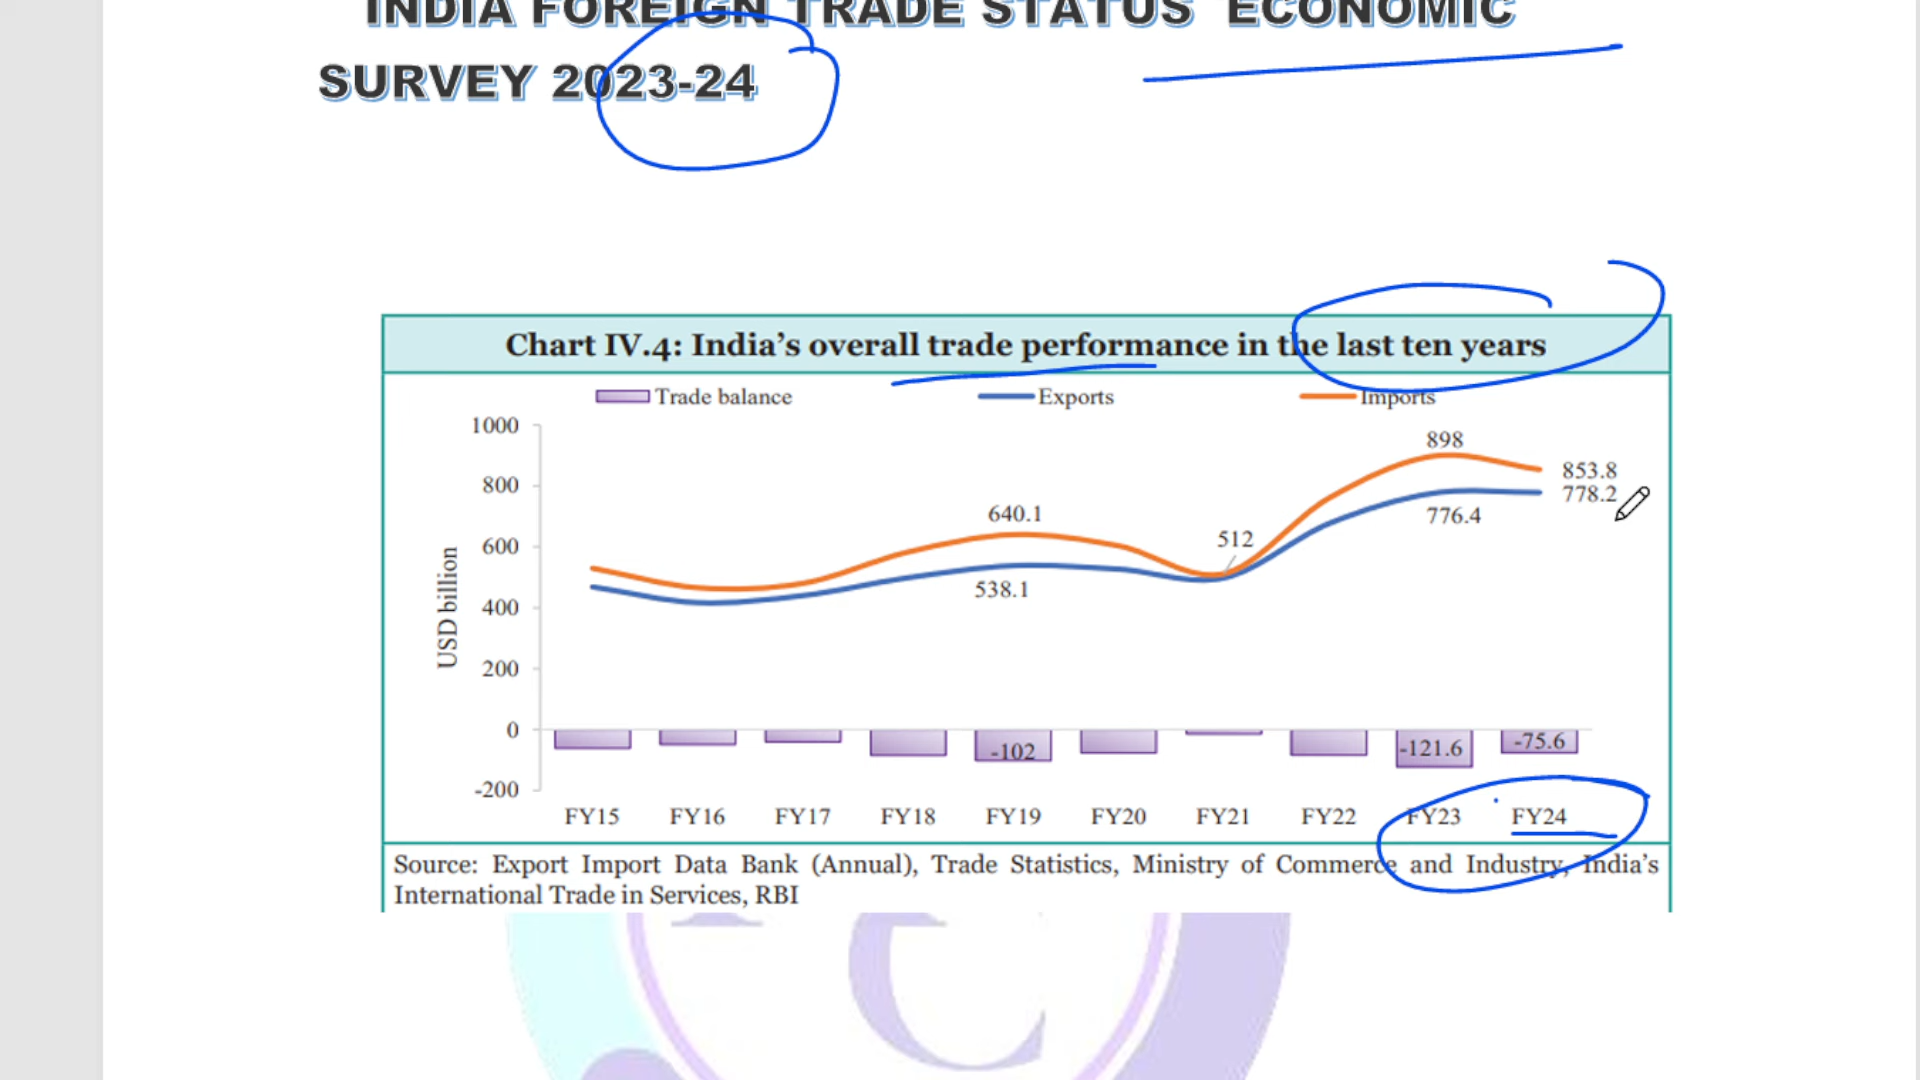 INDIA FOREIGN TRADE STATUS ECONOMIC
SURVEY 2023-24
Chart IV.4: India’s overall trade performance in the last ten years
Trade balance Exports Imports
1000
800
600
400
200
0
-200
USD billion
640.1
538.1
512
898
776.4
853.8
778.2
-102
-121.6
-75.6
FY15 FY16 FY17 FY18 FY19 FY20 FY21 FY22 FY23 FY24
Source: Export Import Data Bank (Annual), Trade Statistics, Ministry of Commerce and Industry, India’s
International Trade in Services, RBI